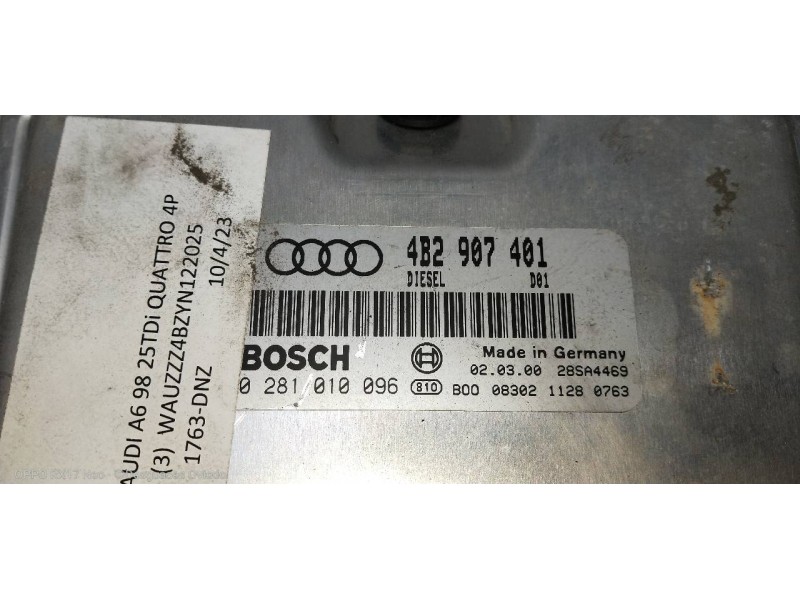 AUDI A6 98 25TDi QUATTRO 4P
(3) WAUZZZ4BZYN122025
1763-DNZ 10/4/23
4B2 907 401
DIESEL D01
BOSCH
Made in Germany
02.03.00 28SA4469
0 281 010 096 810 B00 08302 1128 0763